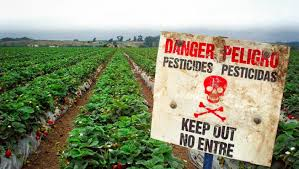 DANGER PELIGRO
PESTICIDES PESTICIDAS
KEEP OUT
NO ENTRE